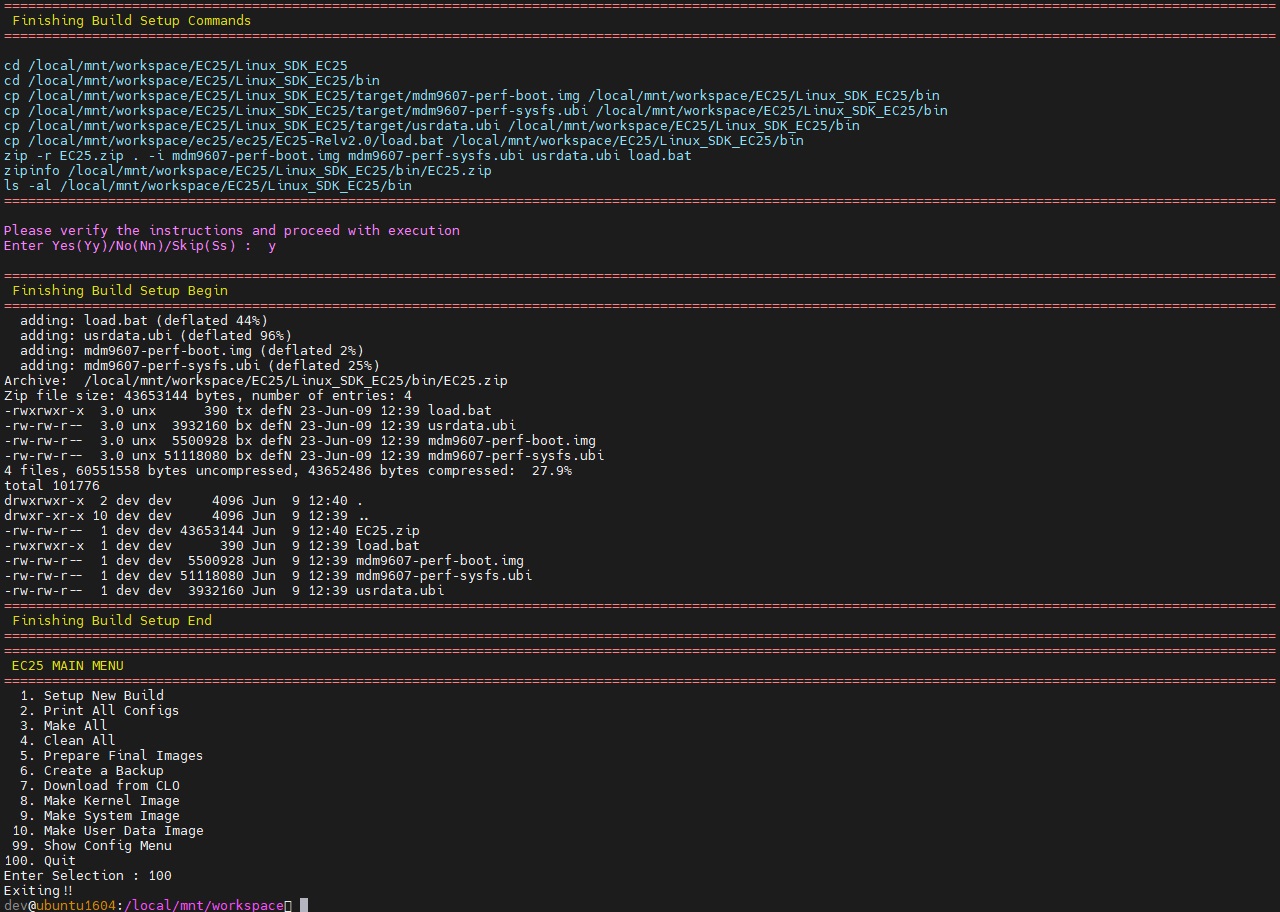 ================================================================================
 Finishing Build Setup Commands
================================================================================
cd /local/mnt/workspace/EC25/Linux_SDK_EC25
cd /local/mnt/workspace/EC25/Linux_SDK_EC25/bin
cp /local/mnt/workspace/EC25/Linux_SDK_EC25/target/mdm9607-perf-boot.img /local/mnt/workspace/EC25/Linux_SDK_EC25/bin
cp /local/mnt/workspace/EC25/Linux_SDK_EC25/target/mdm9607-perf-sysfs.ubi /local/mnt/workspace/EC25/Linux_SDK_EC25/bin
cp /local/mnt/workspace/EC25/Linux_SDK_EC25/target/usrdata.ubi /local/mnt/workspace/EC25/Linux_SDK_EC25/bin
cp /local/mnt/workspace/ec25/ec25/EC25-Relv2.0/load.bat /local/mnt/workspace/EC25/Linux_SDK_EC25/bin
zip -r EC25.zip . -i mdm9607-perf-boot.img mdm9607-perf-sysfs.ubi usrdata.ubi load.bat
zipinfo /local/mnt/workspace/EC25/Linux_SDK_EC25/bin/EC25.zip
ls -al /local/mnt/workspace/EC25/Linux_SDK_EC25/bin
================================================================================
Please verify the instructions and proceed with execution
Enter Yes(Yy)/No(Nn)/Skip(Ss) :  y
================================================================================
 Finishing Build Setup Begin
================================================================================
  adding: load.bat (deflated 44%)
  adding: usrdata.ubi (deflated 96%)
  adding: mdm9607-perf-boot.img (deflated 2%)
  adding: mdm9607-perf-sysfs.ubi (deflated 25%)
Archive:  /local/mnt/workspace/EC25/Linux_SDK_EC25/bin/EC25.zip
Zip file size: 43653144 bytes, number of entries: 4
-rwxrwxr-x  3.0 unx      390 tx defN 23-Jun-09 12:39 load.bat
-rw-rw-r--  3.0 unx  3932160 bx defN 23-Jun-09 12:39 usrdata.ubi
-rw-rw-r--  3.0 unx  5500928 bx defN 23-Jun-09 12:39 mdm9607-perf-boot.img
-rw-rw-r--  3.0 unx 51118080 bx defN 23-Jun-09 12:39 mdm9607-perf-sysfs.ubi
4 files, 60551558 bytes uncompressed, 43652486 bytes compressed:  27.9%
total 101776
drwxrwxr-x  2 dev dev     4096 Jun  9 12:40 .
drwxr-xr-x 10 dev dev     4096 Jun  9 12:39 ..
-rw-rw-r--  1 dev dev 43653144 Jun  9 12:40 EC25.zip
-rwxrwxr-x  1 dev dev      390 Jun  9 12:39 load.bat
-rw-rw-r--  1 dev dev  5500928 Jun  9 12:39 mdm9607-perf-boot.img
-rw-rw-r--  1 dev dev 51118080 Jun  9 12:39 mdm9607-perf-sysfs.ubi
-rw-rw-r--  1 dev dev  3932160 Jun  9 12:39 usrdata.ubi
================================================================================
 Finishing Build Setup End
================================================================================
================================================================================
 EC25 MAIN MENU
================================================================================
  1. Setup New Build
  2. Print All Configs
  3. Make All
  4. Clean All
  5. Prepare Final Images
  6. Create a Backup
  7. Download from CLO
  8. Make Kernel Image
  9. Make System Image
 10. Make User Data Image
 99. Show Config Menu
100. Quit
Enter Selection : 100
Exiting!!
dev@ubuntu1604:/local/mnt/workspace